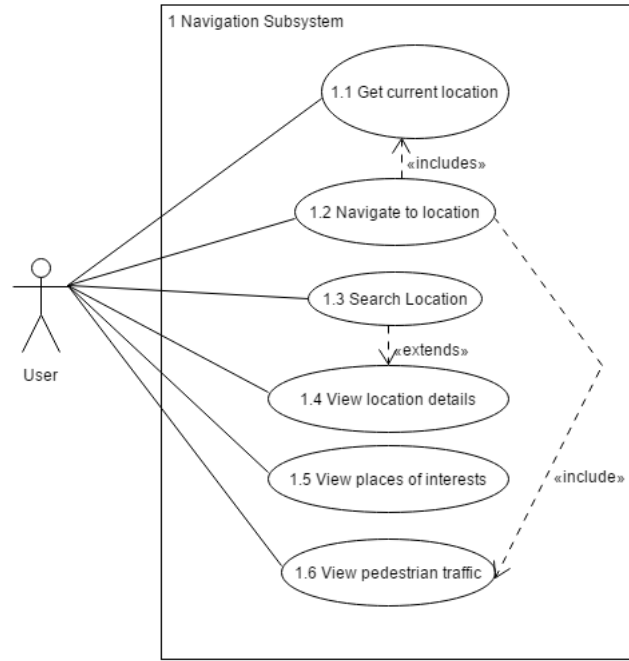 1 Navigation Subsystem
1.1 Get current location
«includes»
1.2 Navigate to location
1.3 Search Location
«extends»
User
1.4 View location details
1.5 View places of interests
«include»
1.6 View pedestrian traffic